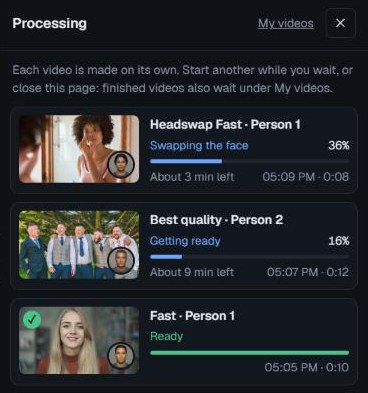 Processing
My videos
Each video is made on its own. Start another while you wait, or
close this page: finished videos also wait under My videos.
Headswap Fast · Person 1
Swapping the face 36%
About 3 min left 05:09 PM · 0:08
Best quality · Person 2
Getting ready 16%
About 9 min left 05:07 PM · 0:12
Fast · Person 1
Ready
05:05 PM · 0:10